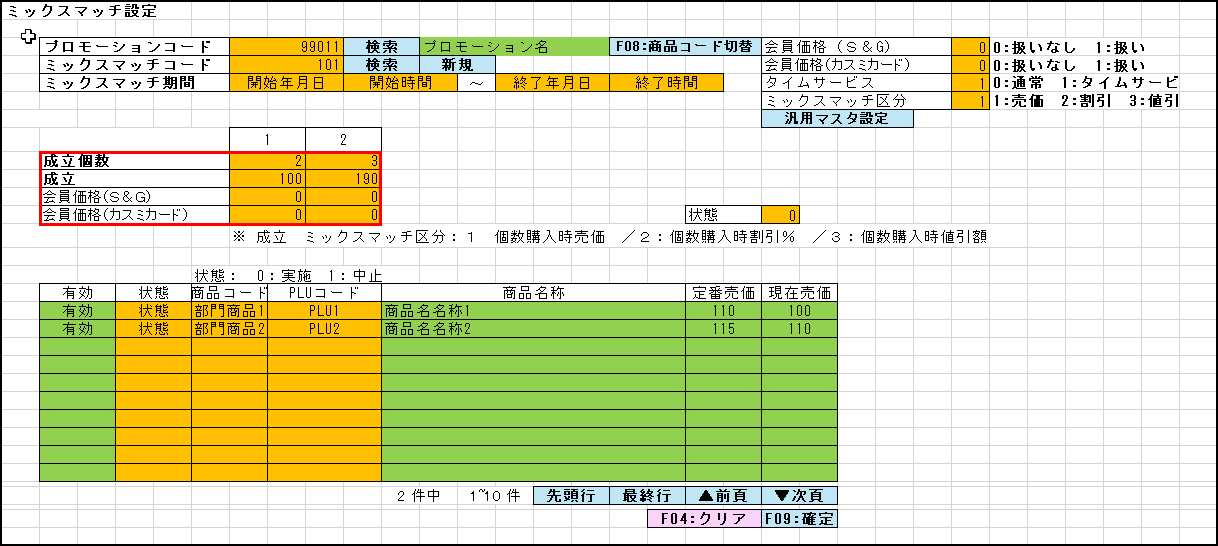 ミックスマッチ設定
プロモーションコード 99011 検索 プロモーション名 F08:商品コード切替 会員価格（S＆G） 0 0:扱いなし 1:扱い
ミックスマッチコード 101 検索 新規 会員価格(カスミカード) 0 0:扱いなし 1:扱い
ミックスマッチ期間 開始年月日 開始時間 ～ 終了年月日 終了時間 タイムサービス 1 0:通常 1:タイムサービ
ミックスマッチ区分 1 1:売価 2:割引 3:値引
汎用マスタ設定
1 2
成立個数 2 3
成立 100 190
会員価格(S＆G) 0 0
会員価格(カスミカード) 0 0 状態 0
※ 成立 ミックスマッチ区分：１ 個数購入時売価 ／２：個数購入時割引％ ／３：個数購入時値引額
状態： 0：実施 1：中止
有効 状態 商品コード PLUコード 商品名称 定番売価 現在売価
有効 状態 部門商品1 PLU1 商品名名称1 110 100
有効 状態 部門商品2 PLU2 商品名名称2 115 110
2 件中 1~10 件 先頭行 最終行 ▲前頁 ▼次頁
F04:クリア F09:確定